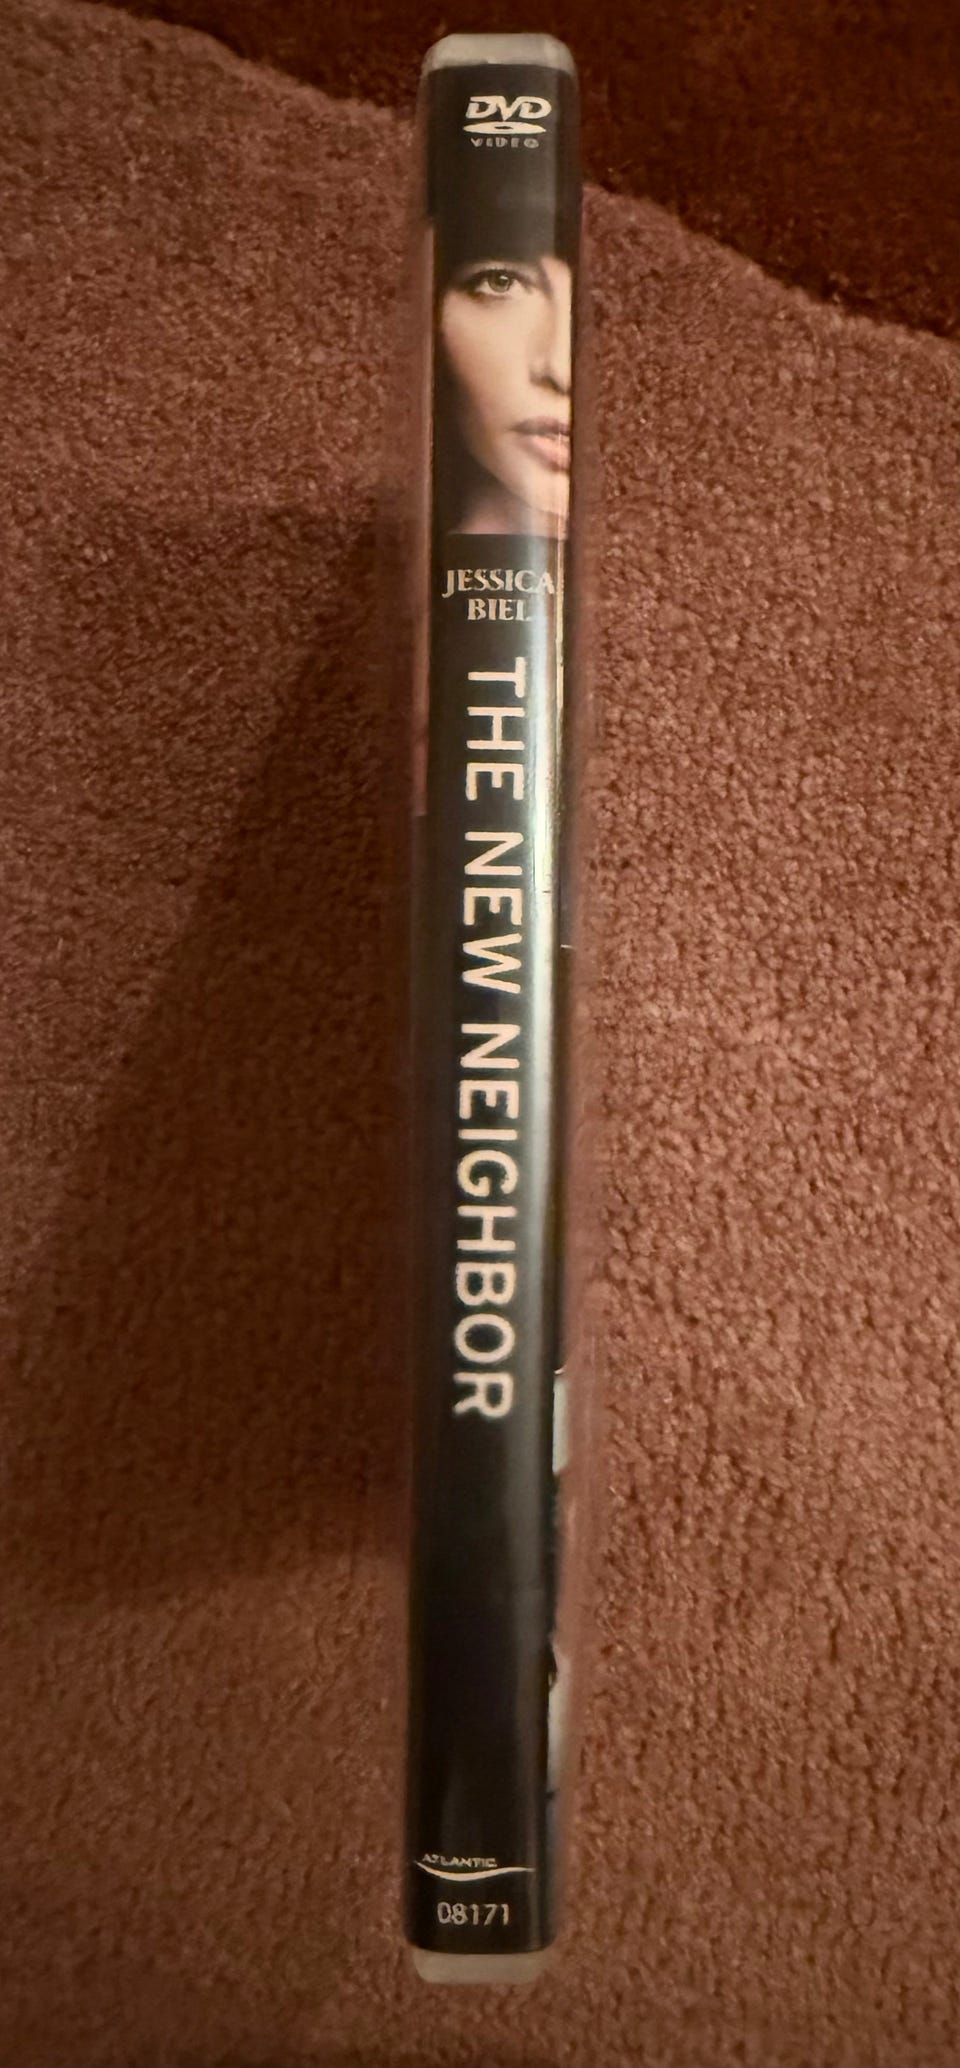 DVD
VIDEO
JESSICA
BIEL
THE NEW NEIGHBOR
ATLANTIC
08171